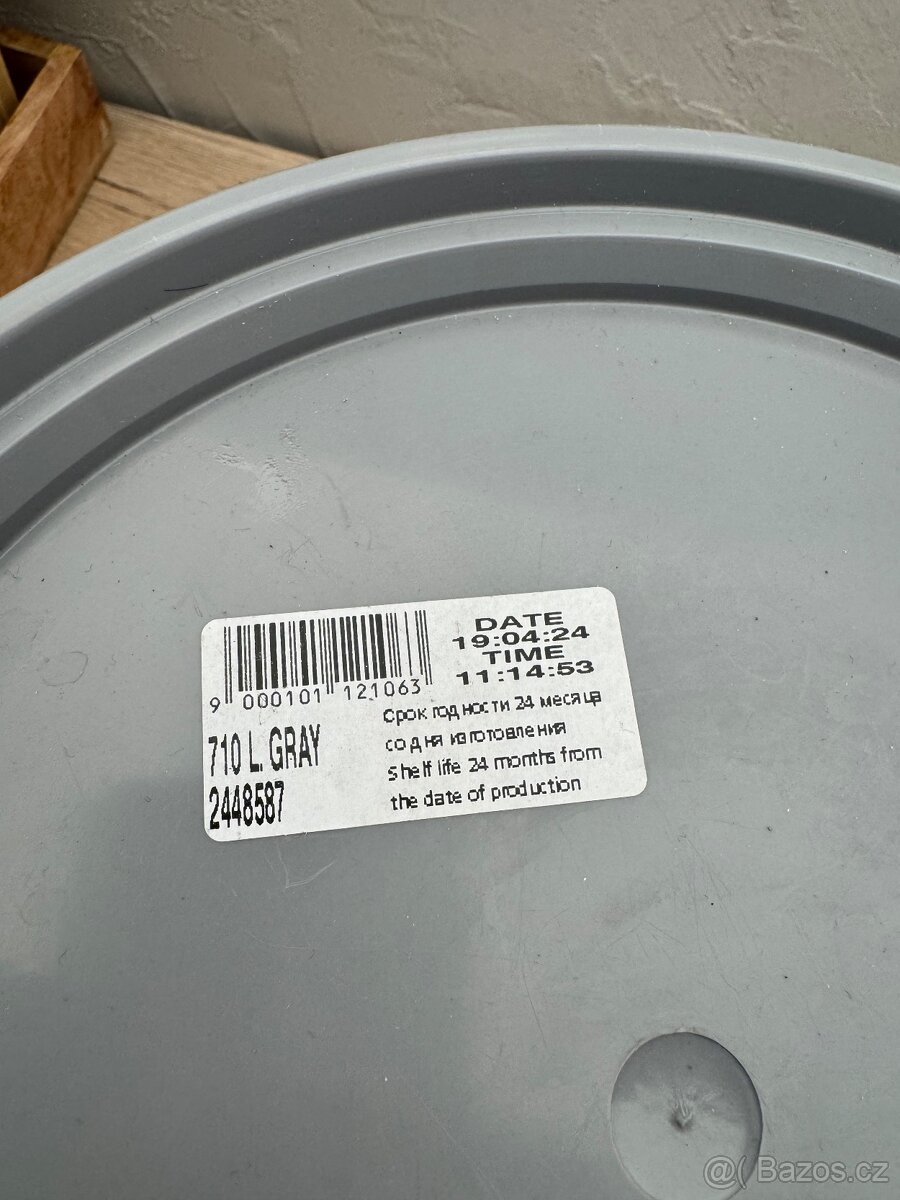 DATE
19:04:24
TIME
11:14:53
9 000101 121063
710 L. GRAY
2448587
Срок годности 24 месяца
со дня изготовления
Shelf life 24 months from
the date of production
@( Bazos.cz